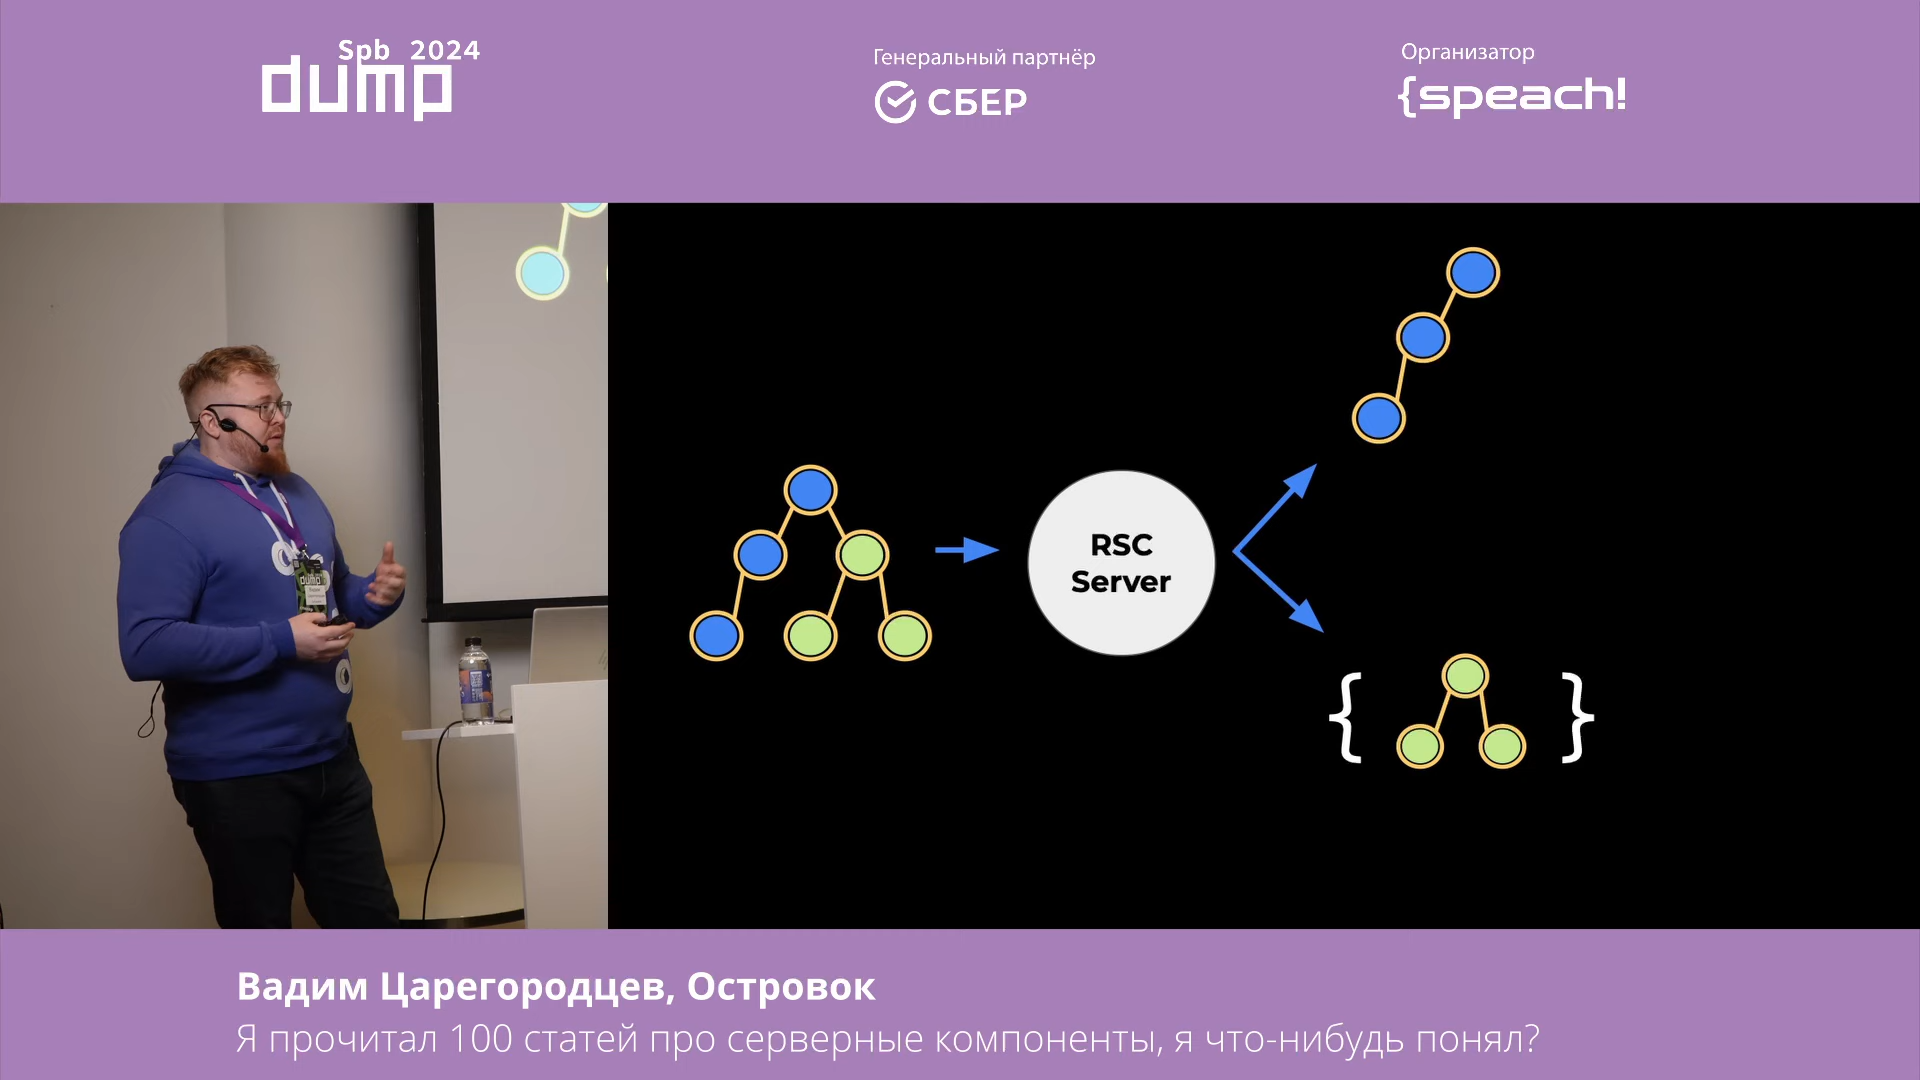 Spb 2024
dump
Генеральный партнёр
СБЕР
Организатор
{speach!
RSC
Server
{ }
dump
Вадим Царегородцев, Островок
Я прочитал 100 статей про серверные компоненты, я что-нибудь понял?